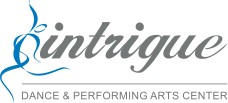 intrigue
DANCE & PERFORMING ARTS CENTER